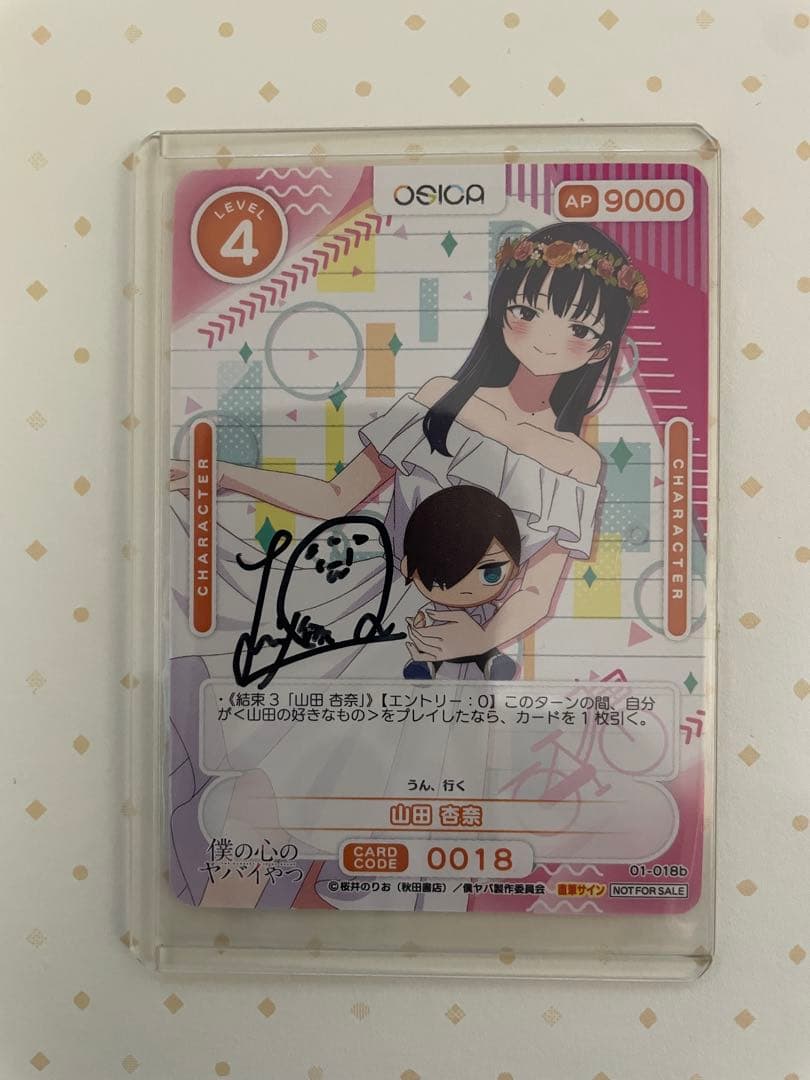 LEVEL
4
OSICA
AP 9000
CHARACTER
CHARACTER
・《結束3「山田 杏奈」》【エントリー：0】このターンの間、自分
が＜山田の好きなもの＞をプレイしたなら、カードを1枚引く。
うん、行く
山田 杏奈
僕の心の
ヤバイやつ
CARD
CODE
0018
01-018b
©桜井のりお（秋田書店）／僕ヤバ製作委員会
直筆サイン
NOT FOR SALE